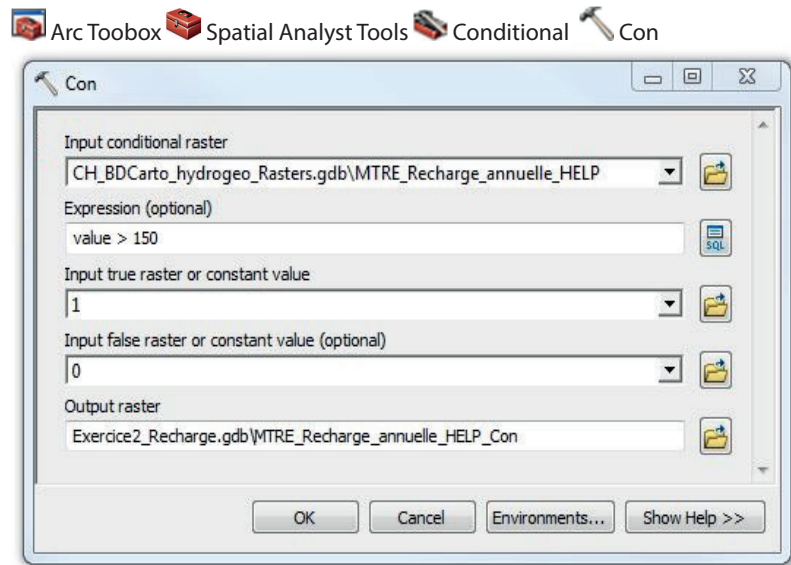 Arc Toobox Spatial Analyst Tools Conditional Con
Con
Input conditional raster
CH_BDCarto_hydrogeo_Rasters.gdb\MTRE_Recharge_annuelle_HELP
Expression (optional)
value > 150
SQL
Input true raster or constant value
1
Input false raster or constant value (optional)
0
Output raster
Exercice2_Recharge.gdb\MTRE_Recharge_annuelle_HELP_Con
OK Cancel Environments... Show Help >>